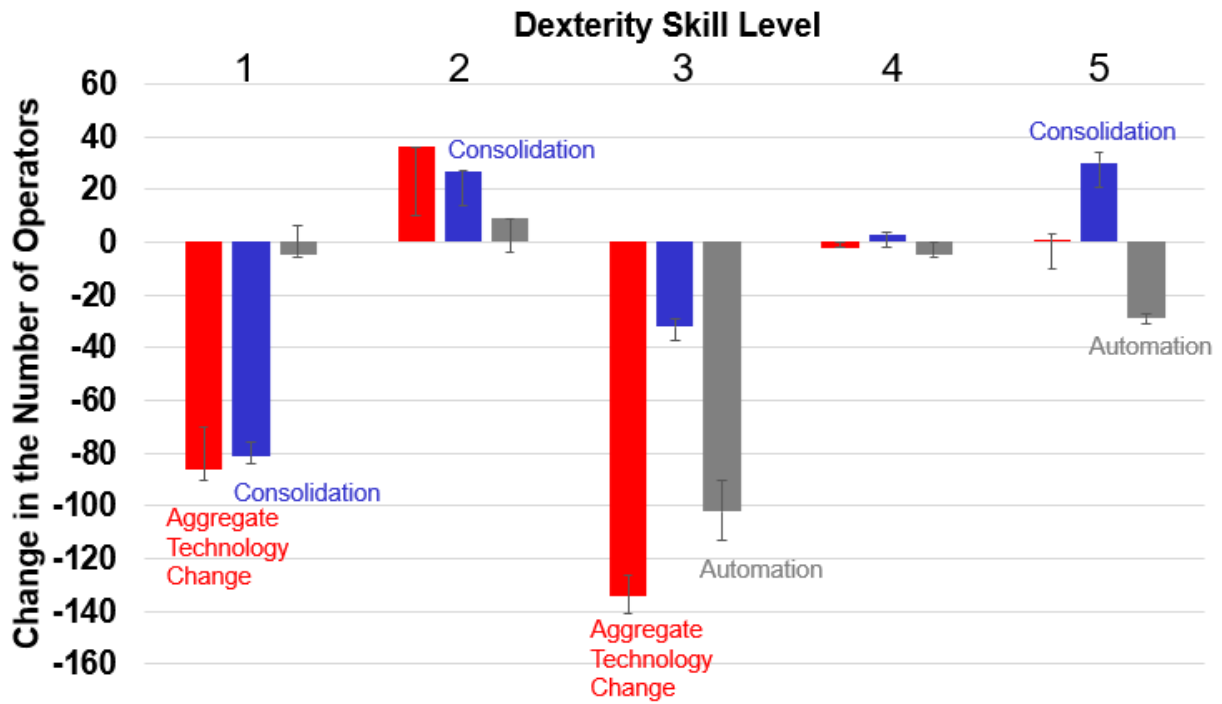 Dexterity Skill Level
1 2 3 4 5
Change in the Number of Operators
60
40
20
0
-20
-40
-60
-80
-100
-120
-140
-160
Consolidation
Aggregate
Technology
Change
Consolidation
Aggregate
Technology
Change
Automation
Consolidation
Automation